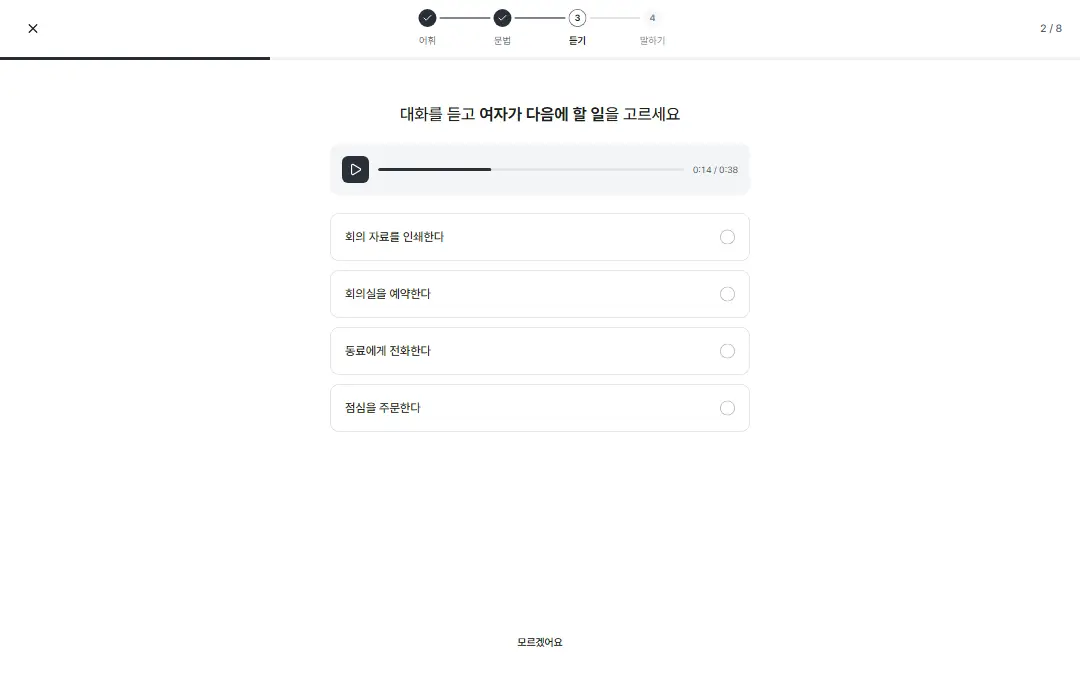 3
4
어휘
문법
듣기
말하기
2 / 8
대화를 듣고 여자가 다음에 할 일을 고르세요
0:14 / 0:38
회의 자료를 인쇄한다
회의실을 예약한다
동료에게 전화한다
점심을 주문한다
모르겠어요